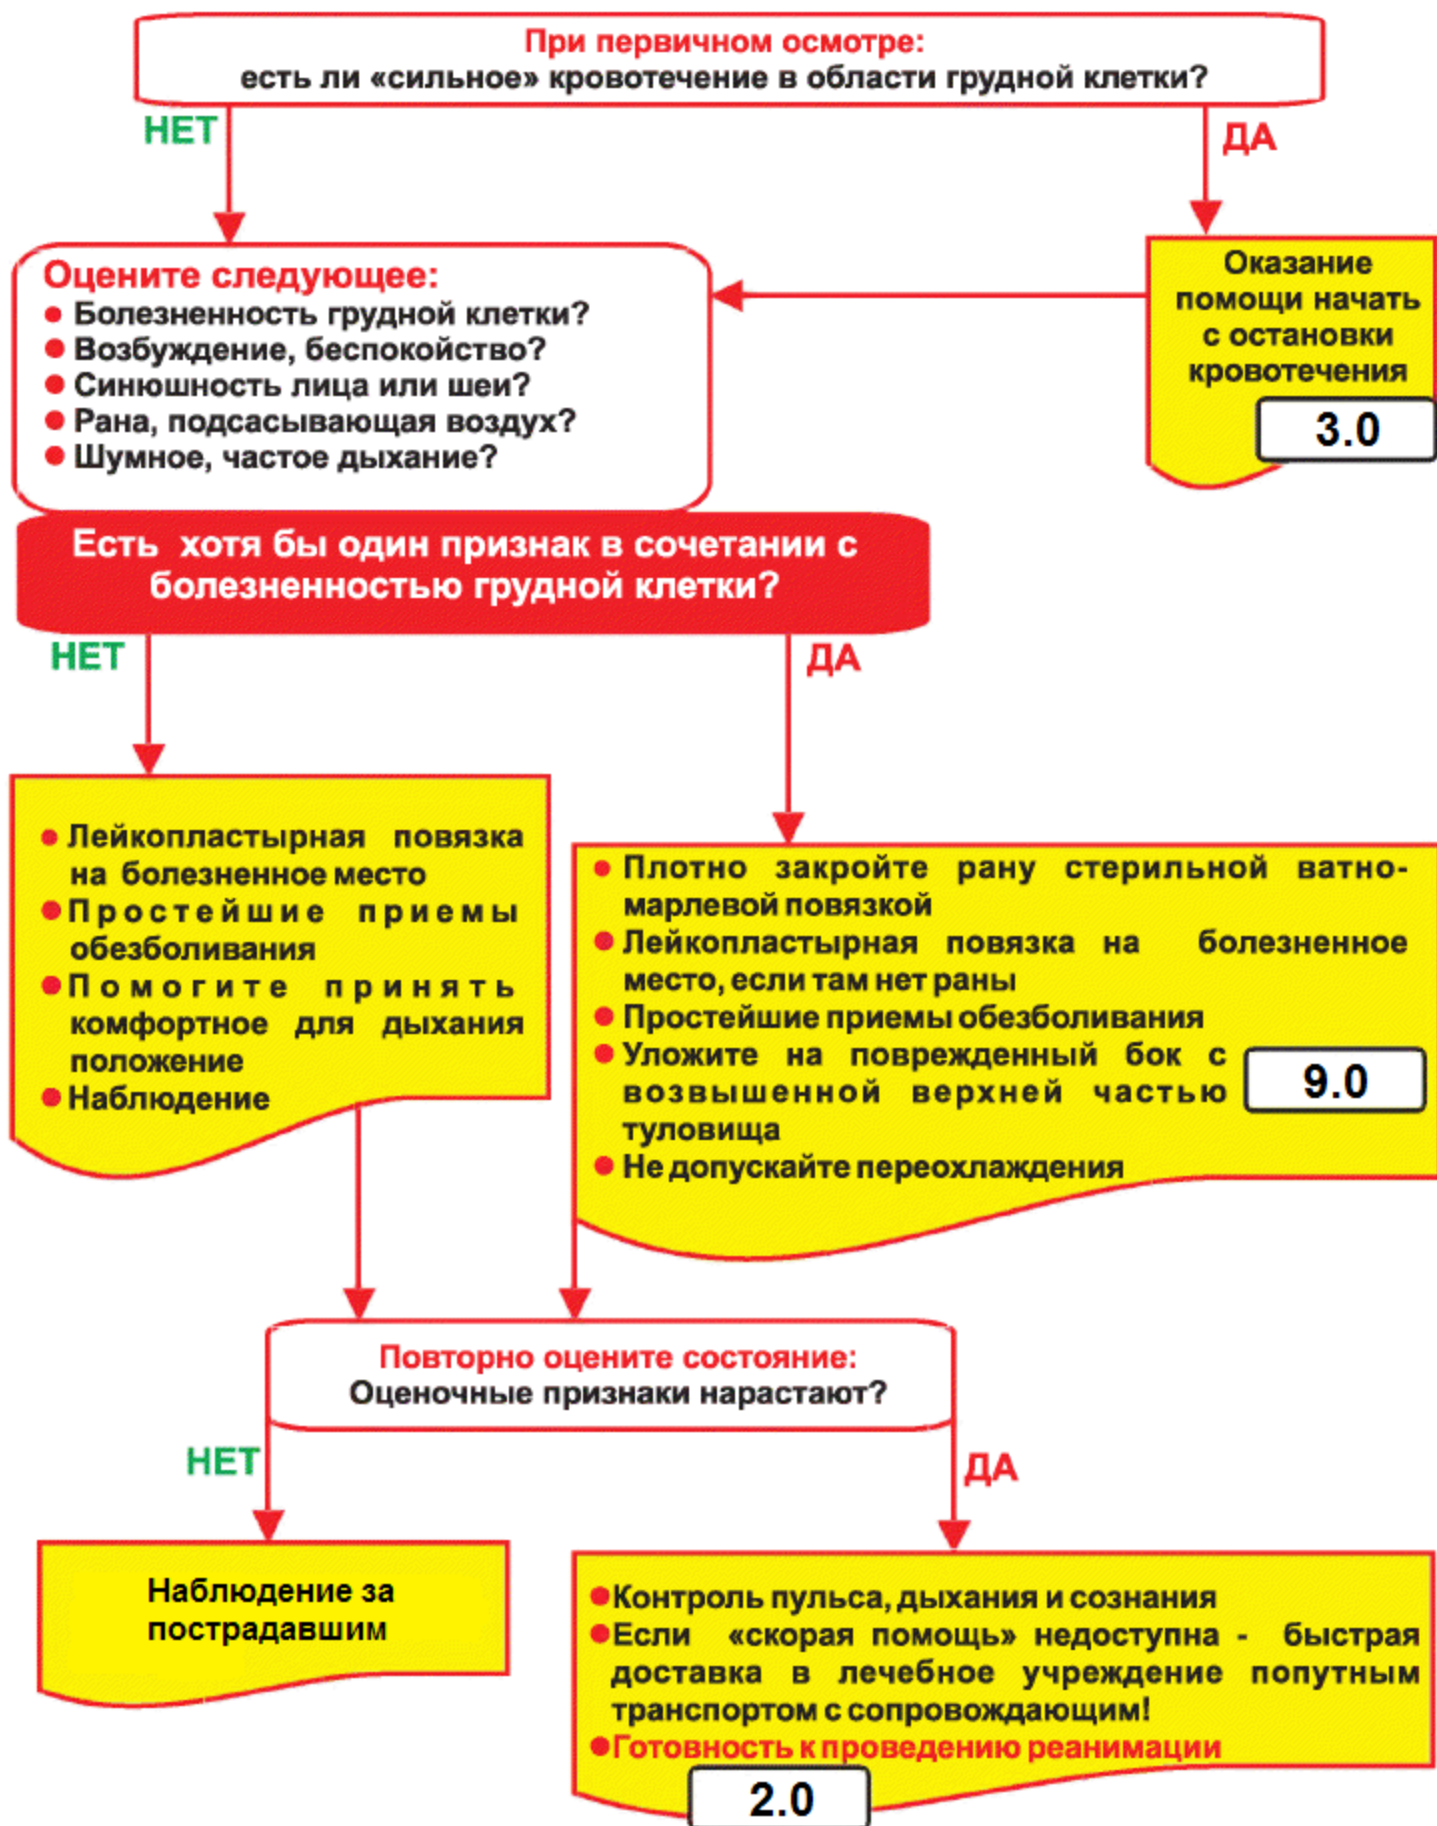 При первичном осмотре:
есть ли «сильное» кровотечение в области грудной клетки?
НЕТ
ДА
Оцените следующее:
● Болезненность грудной клетки?
● Возбуждение, беспокойство?
● Синюшность лица или шеи?
● Рана, подсасывающая воздух?
● Шумное, частое дыхание?
Оказание
помощи начать
с остановки
кровотечения
3.0
Есть хотя бы один признак в сочетании с
болезненностью грудной клетки?
НЕТ
ДА
● Лейкопластырная повязка
на болезненное место
● Простейшие приемы
обезболивания
● Помогите принять
комфортное для дыхания
положение
● Наблюдение
● Плотно закройте рану стерильной ватно-
марлевой повязкой
● Лейкопластырная повязка на болезненное
место, если там нет раны
● Простейшие приемы обезболивания
● Уложите на поврежденный бок с
возвышенной верхней частью
туловища
9.0
● Не допускайте переохлаждения
Повторно оцените состояние:
Оценочные признаки нарастают?
НЕТ
ДА
Наблюдение за
пострадавшим
● Контроль пульса, дыхания и сознания
● Если «скорая помощь» недоступна - быстрая
доставка в лечебное учреждение попутным
транспортом с сопровождающим!
● Готовность к проведению реанимации
2.0